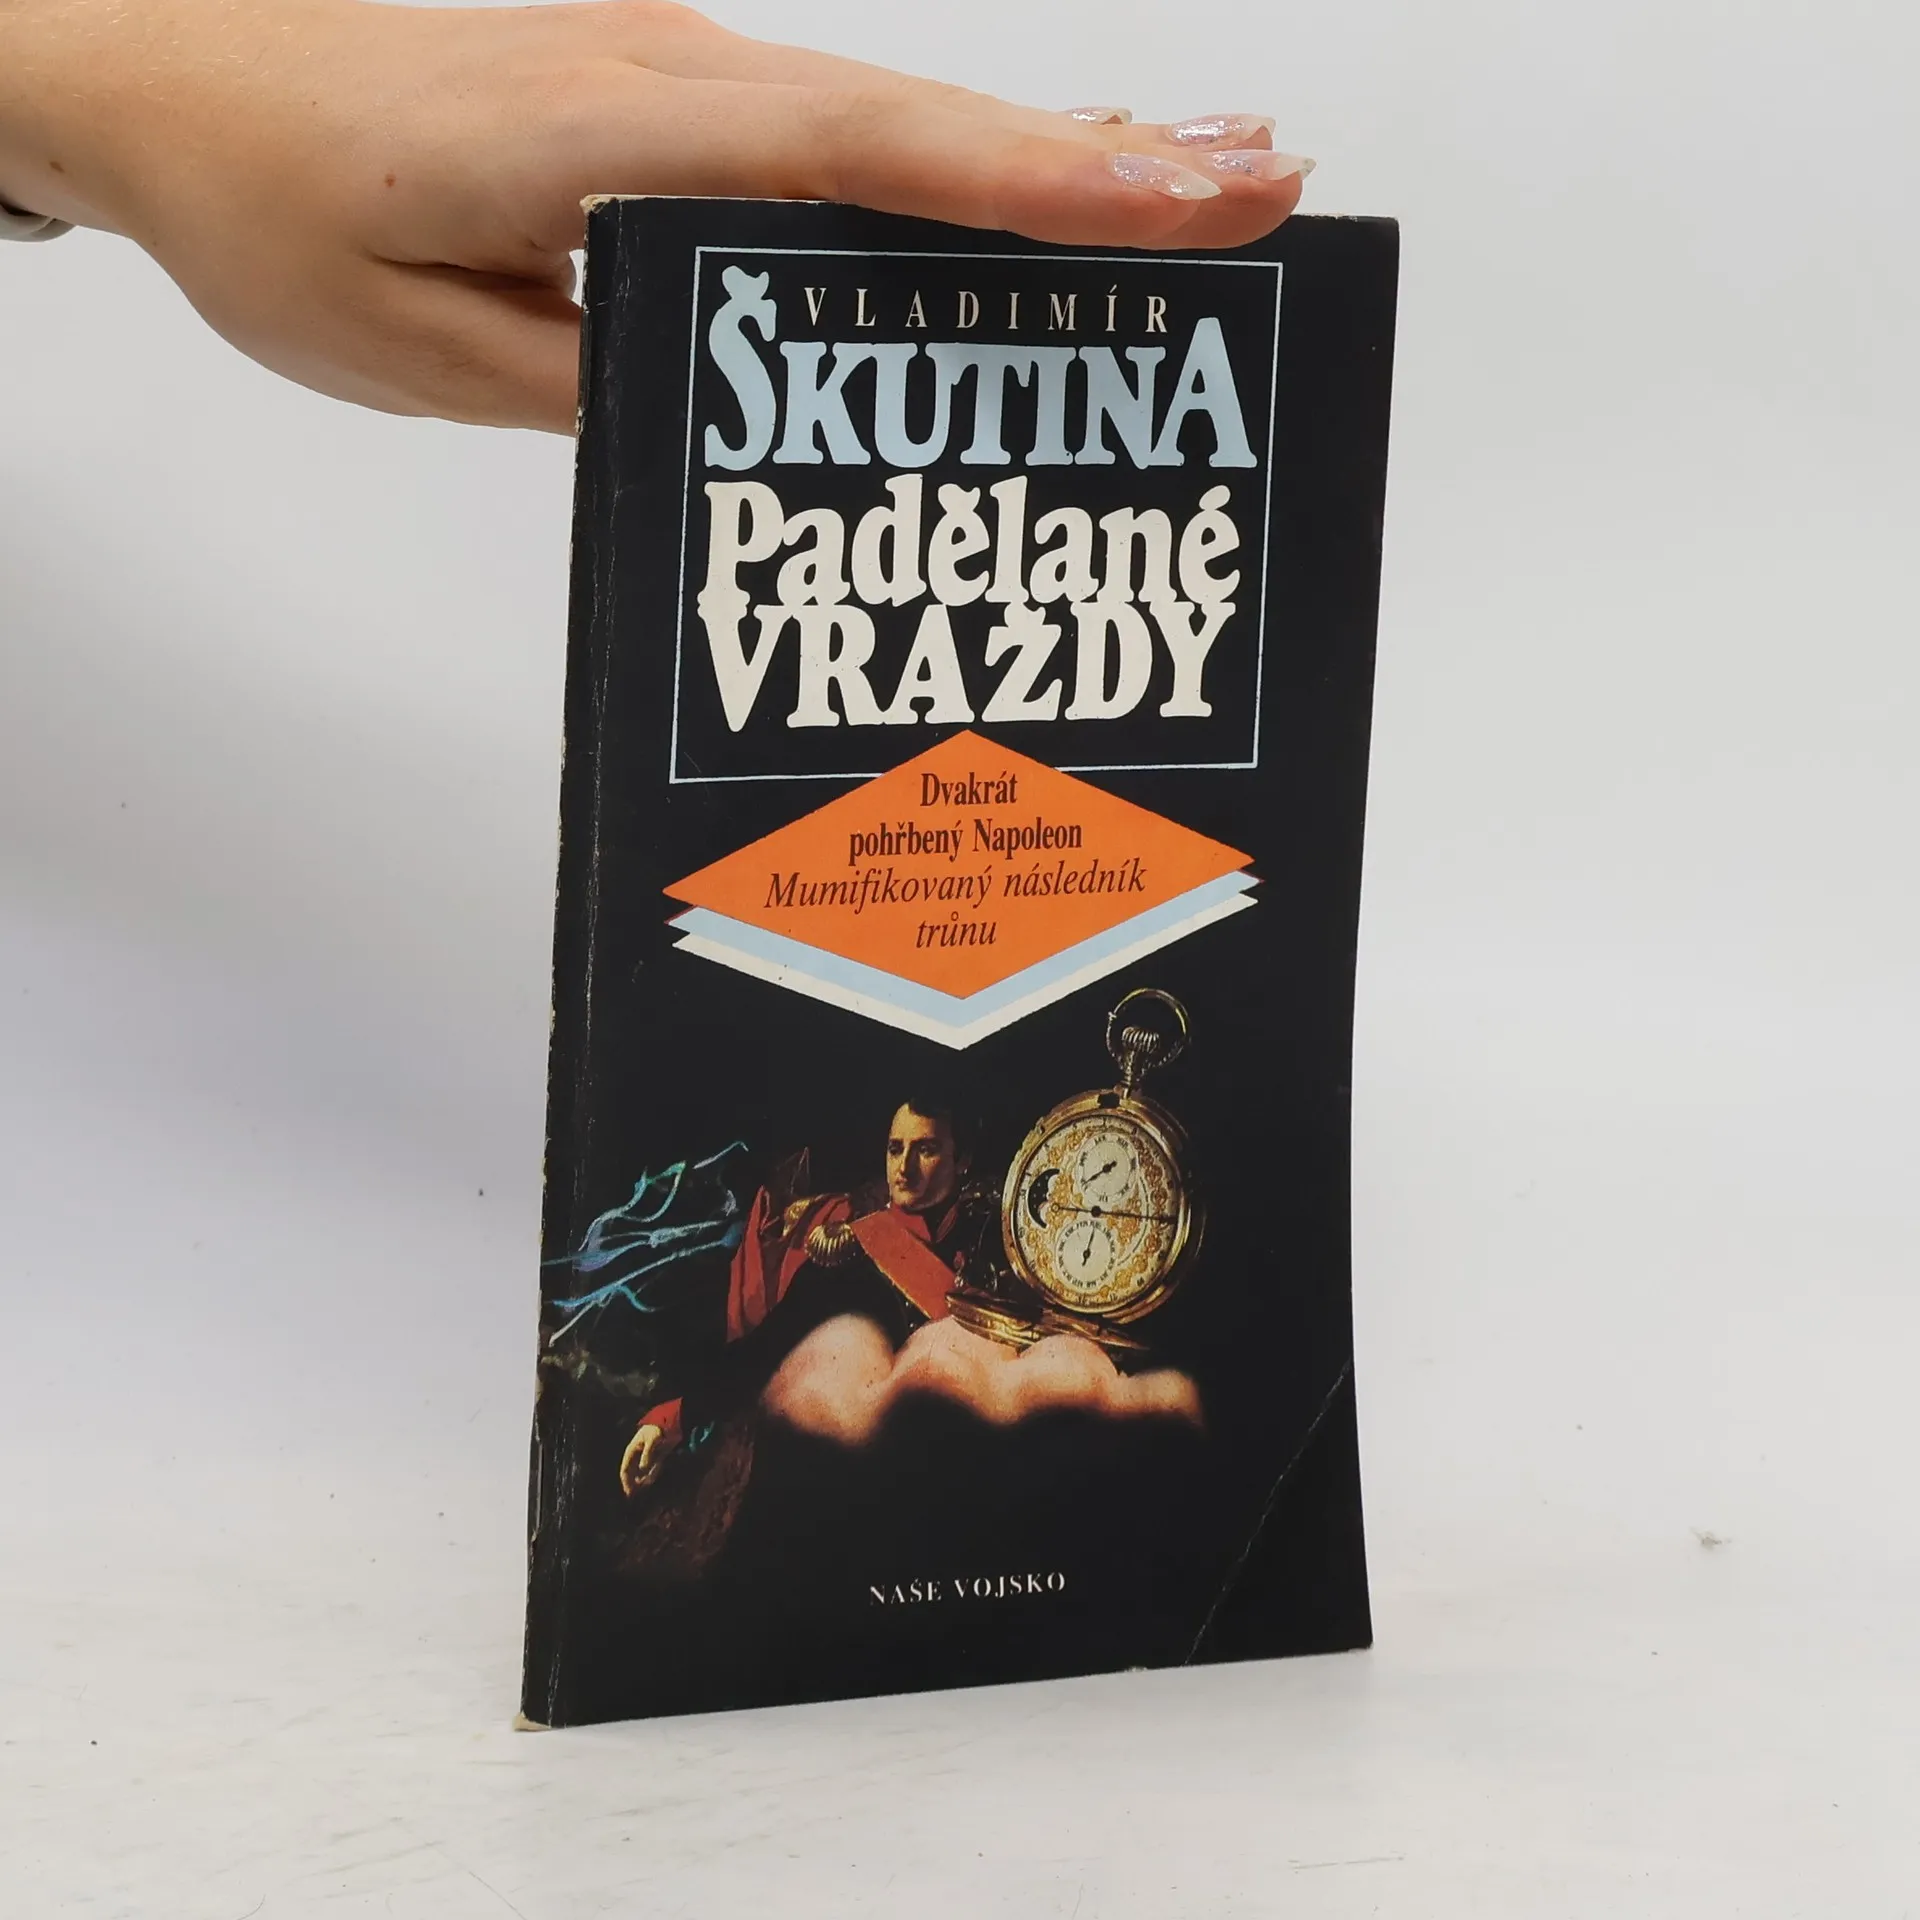 VLADIMÍR
ŠKUTINA
Padělané
VRAŽDY
Dvakrát
pohřbený Napoleon
Mumifikovaný následník
trůnu
NAŠE VOJSKO